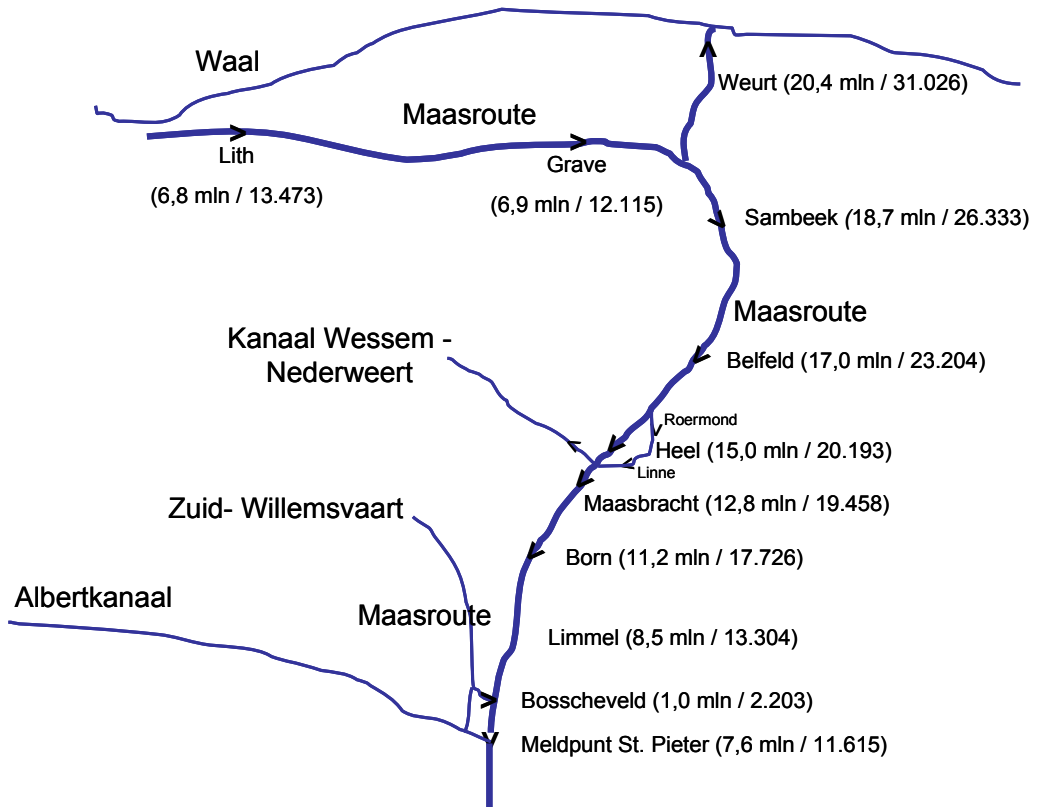 Waal
Weurt (20,4 mln / 31.026)
Maasroute
Lith
Grave
(6,8 mln / 13.473)
(6,9 mln / 12.115)
Sambeek (18,7 mln / 26.333)
Maasroute
Kanaal Wessem -
Nederweert
Belfeld (17,0 mln / 23.204)
Roermond
Heel (15,0 mln / 20.193)
Linne
Maasbracht (12,8 mln / 19.458)
Zuid- Willemsvaart
Born (11,2 mln / 17.726)
Albertkanaal
Maasroute
Limmel (8,5 mln / 13.304)
Bosscheveld (1,0 mln / 2.203)
Meldpunt St. Pieter (7,6 mln / 11.615)